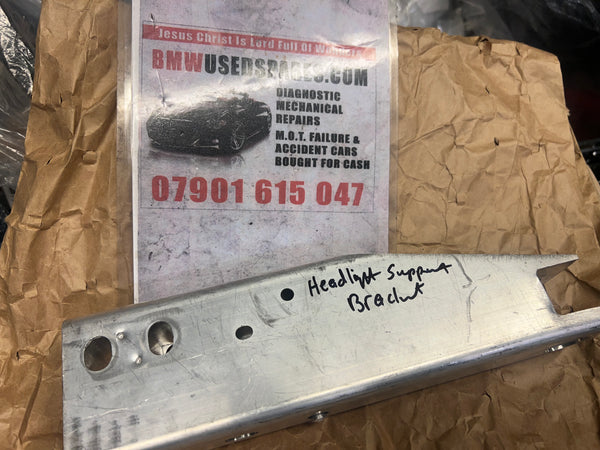 Jesus Christ Is Lord Full Of
BMWUSEDSPARES.COM
DIAGNOSTIC
MECHANICAL
REPAIRS
M.O.T. FAILURE &
ACCIDENT CARS
BOUGHT FOR CASH
07901 615 047
Headlight Support
Bracket